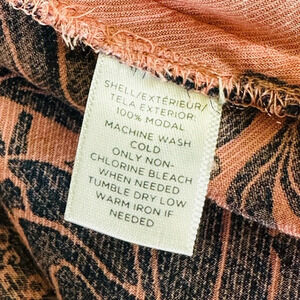 SHELL/EXTÉRIEUR/
TELA EXTERIOR:
100% MODAL
MACHINE WASH
COLD
ONLY NON-
CHLORINE BLEACH
WHEN NEEDED
TUMBLE DRY LOW
WARM IRON IF
NEEDED